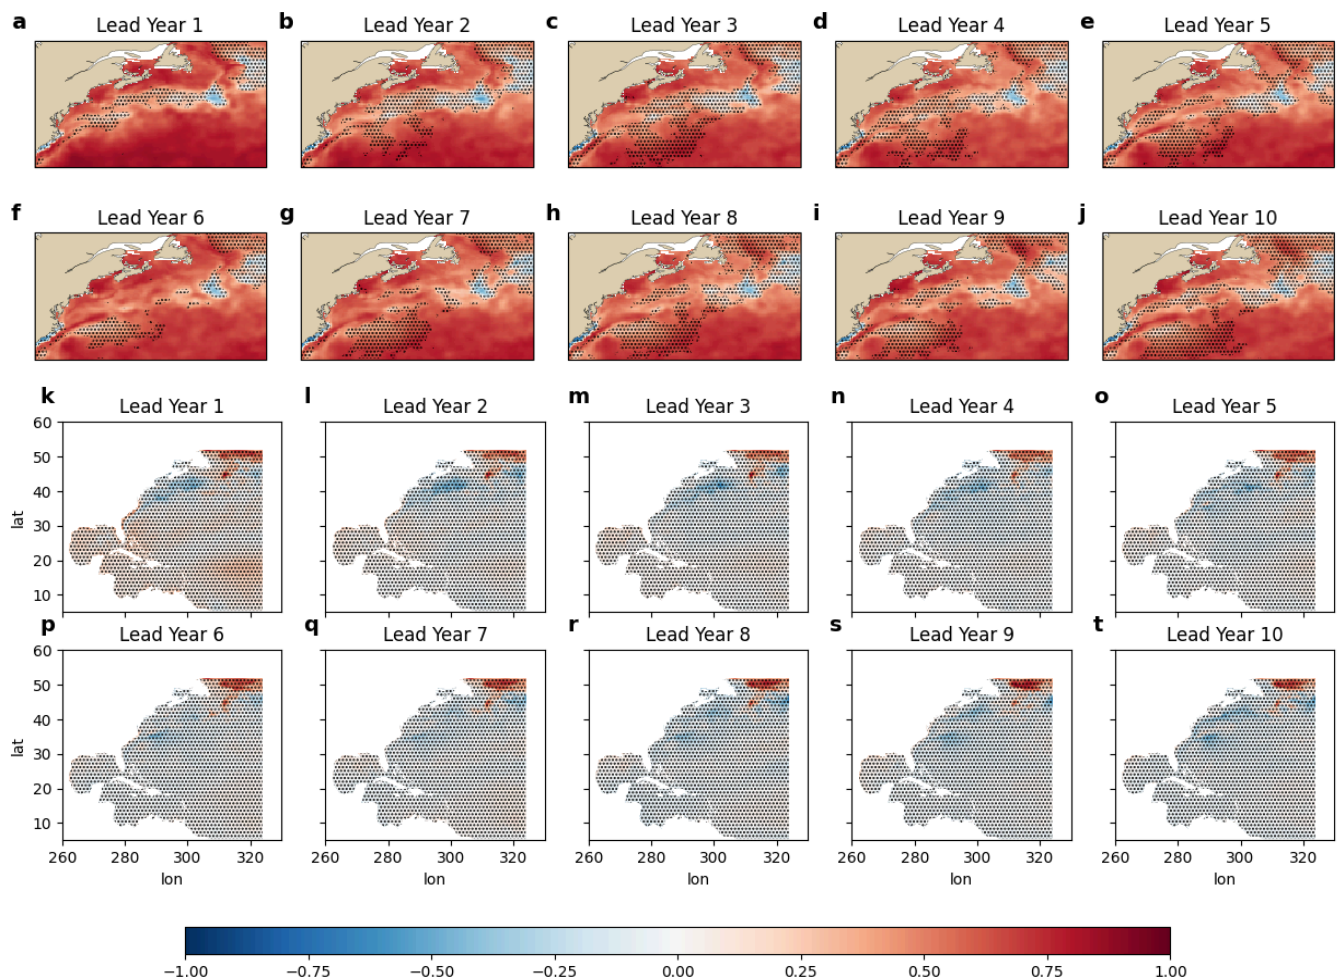 a Lead Year 1 b Lead Year 2 c Lead Year 3 d Lead Year 4 e Lead Year 5
f Lead Year 6 g Lead Year 7 h Lead Year 8 i Lead Year 9 j Lead Year 10
k Lead Year 1 l Lead Year 2 m Lead Year 3 n Lead Year 4 o Lead Year 5
60
50
40
lat
30
20
10
p Lead Year 6 q Lead Year 7 r Lead Year 8 s Lead Year 9 t Lead Year 10
60
50
40
lat
30
20
10
260 280 300 320 260 280 300 320 260 280 300 320 260 280 300 320 260 280 300 320
lon lon lon lon lon
−1.00 −0.75 −0.50 −0.25 0.00 0.25 0.50 0.75 1.00